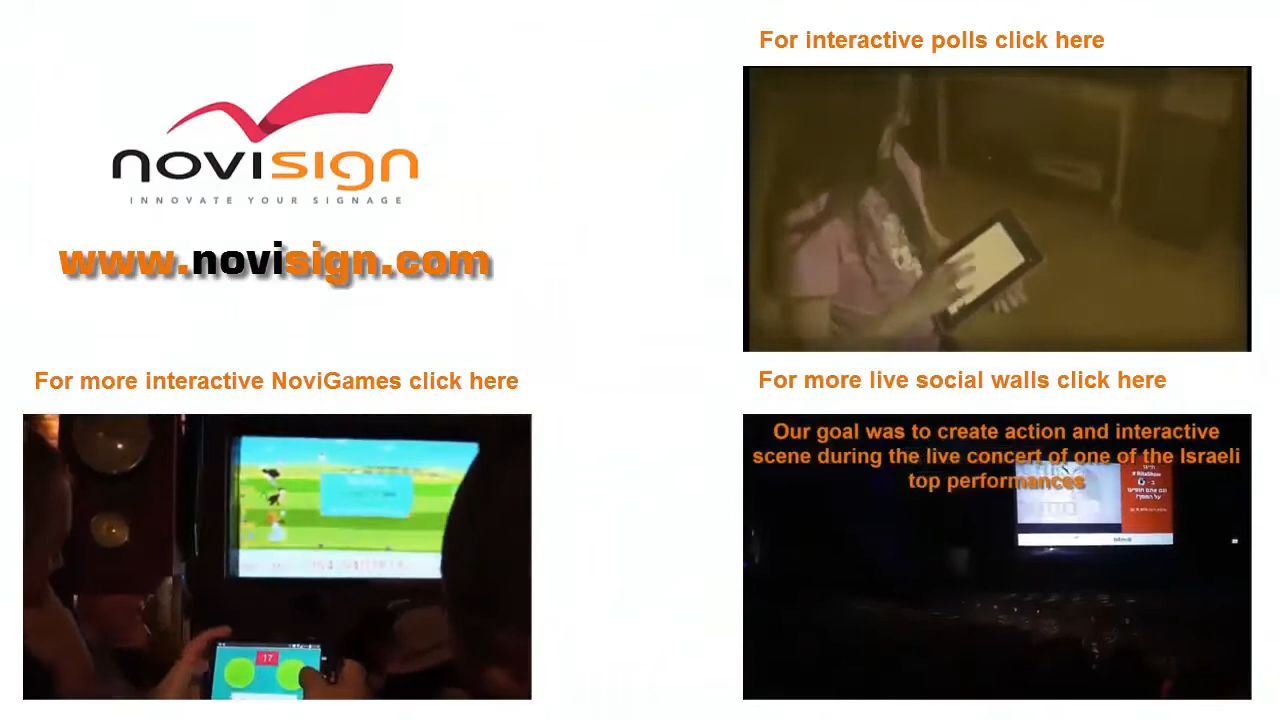 For interactive polls click here
novisign
INNOVATE YOUR SIGNAGE
www.novisign.com
For more interactive NoviGames click here
For more live social walls click here
Our goal was to create action and interactive
scene during the live concert of one of the Israeli
top performances
17